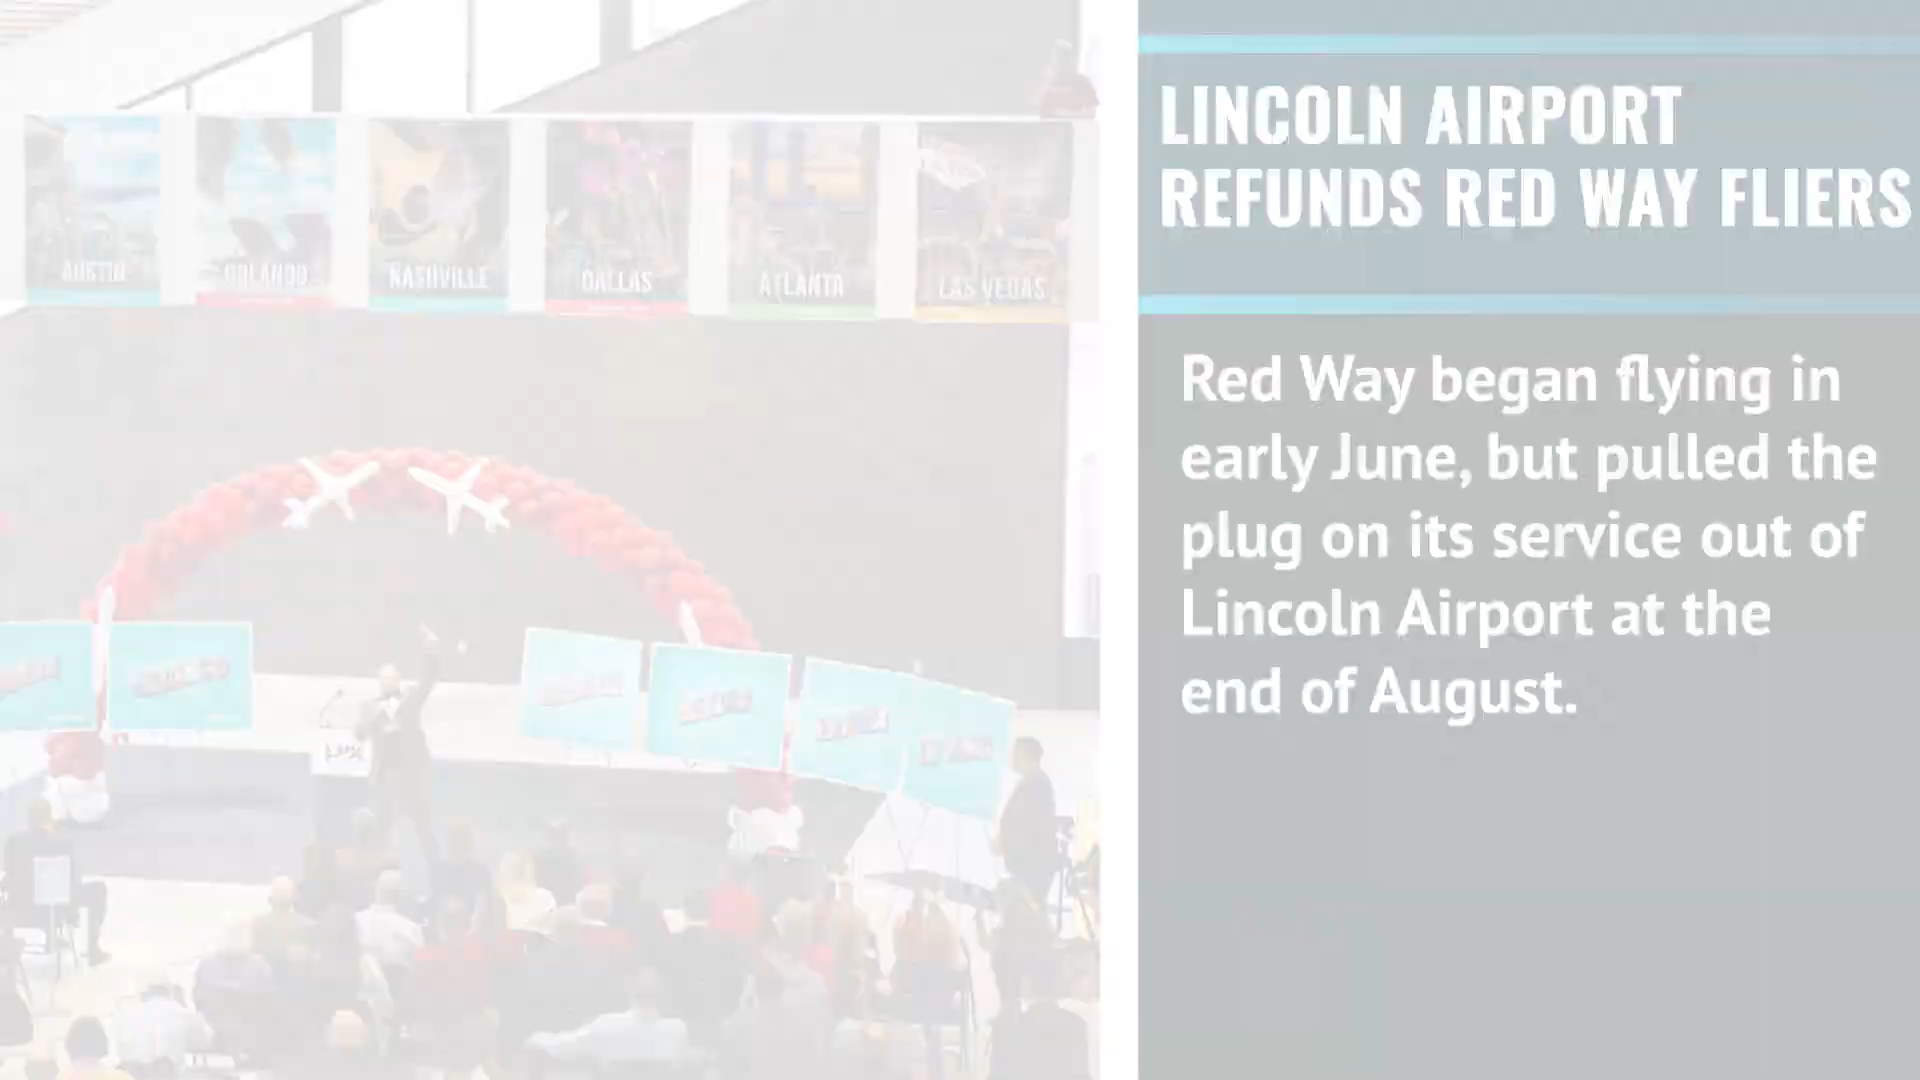 AUSTIN
ORLANDO
NASHVILLE
DALLAS
ATLANTA
LAS VEGAS
LINCOLN AIRPORT
REFUNDS RED WAY FLIERS
Red Way began flying in
early June, but pulled the
plug on its service out of
Lincoln Airport at the
end of August.